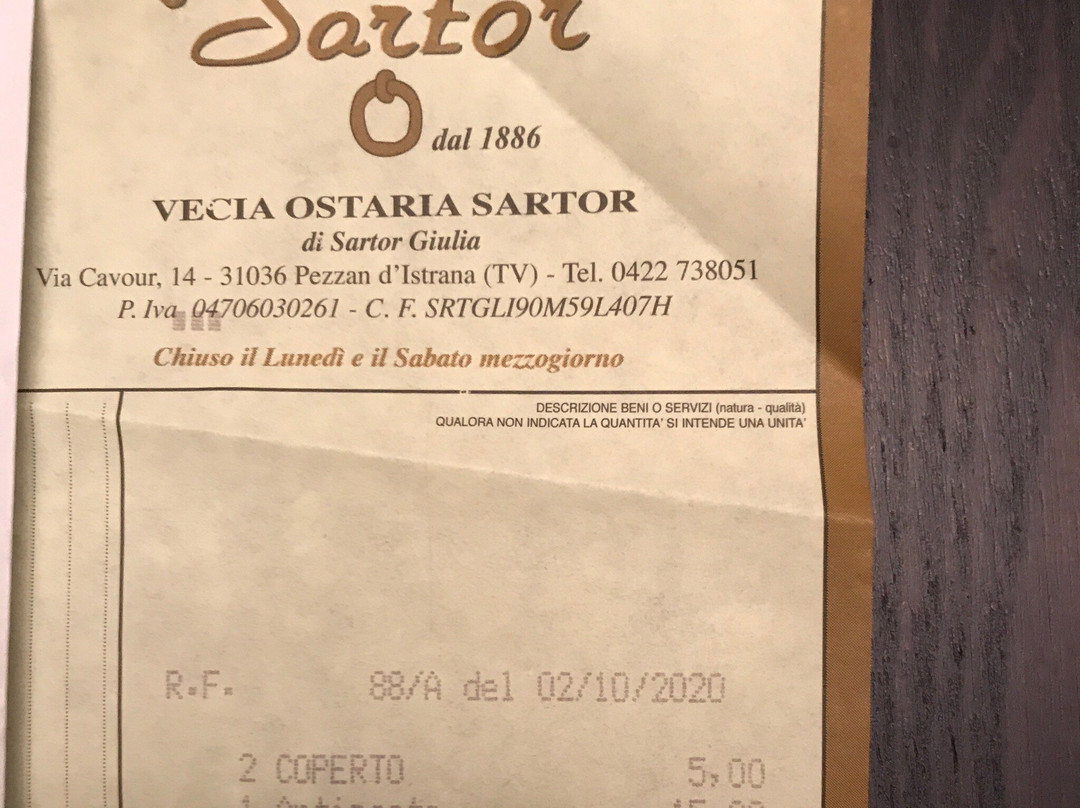 Sartor
dal 1886
VECIA OSTARIA SARTOR
di Sartor Giulia
Via Cavour, 14 - 31036 Pezzan d'Istrana (TV) - Tel. 0422 738051
P. Iva 04706030261 - C. F. SRTGLI90M59L407H
Chiuso il Lunedì e il Sabato mezzogiorno
DESCRIZIONE BENI O SERVIZI (natura - qualità)
QUALORA NON INDICATA LA QUANTITA' SI INTENDE UNA UNITA'
R.F. 88/A del 02/10/2020
2 COPERTO 5,00